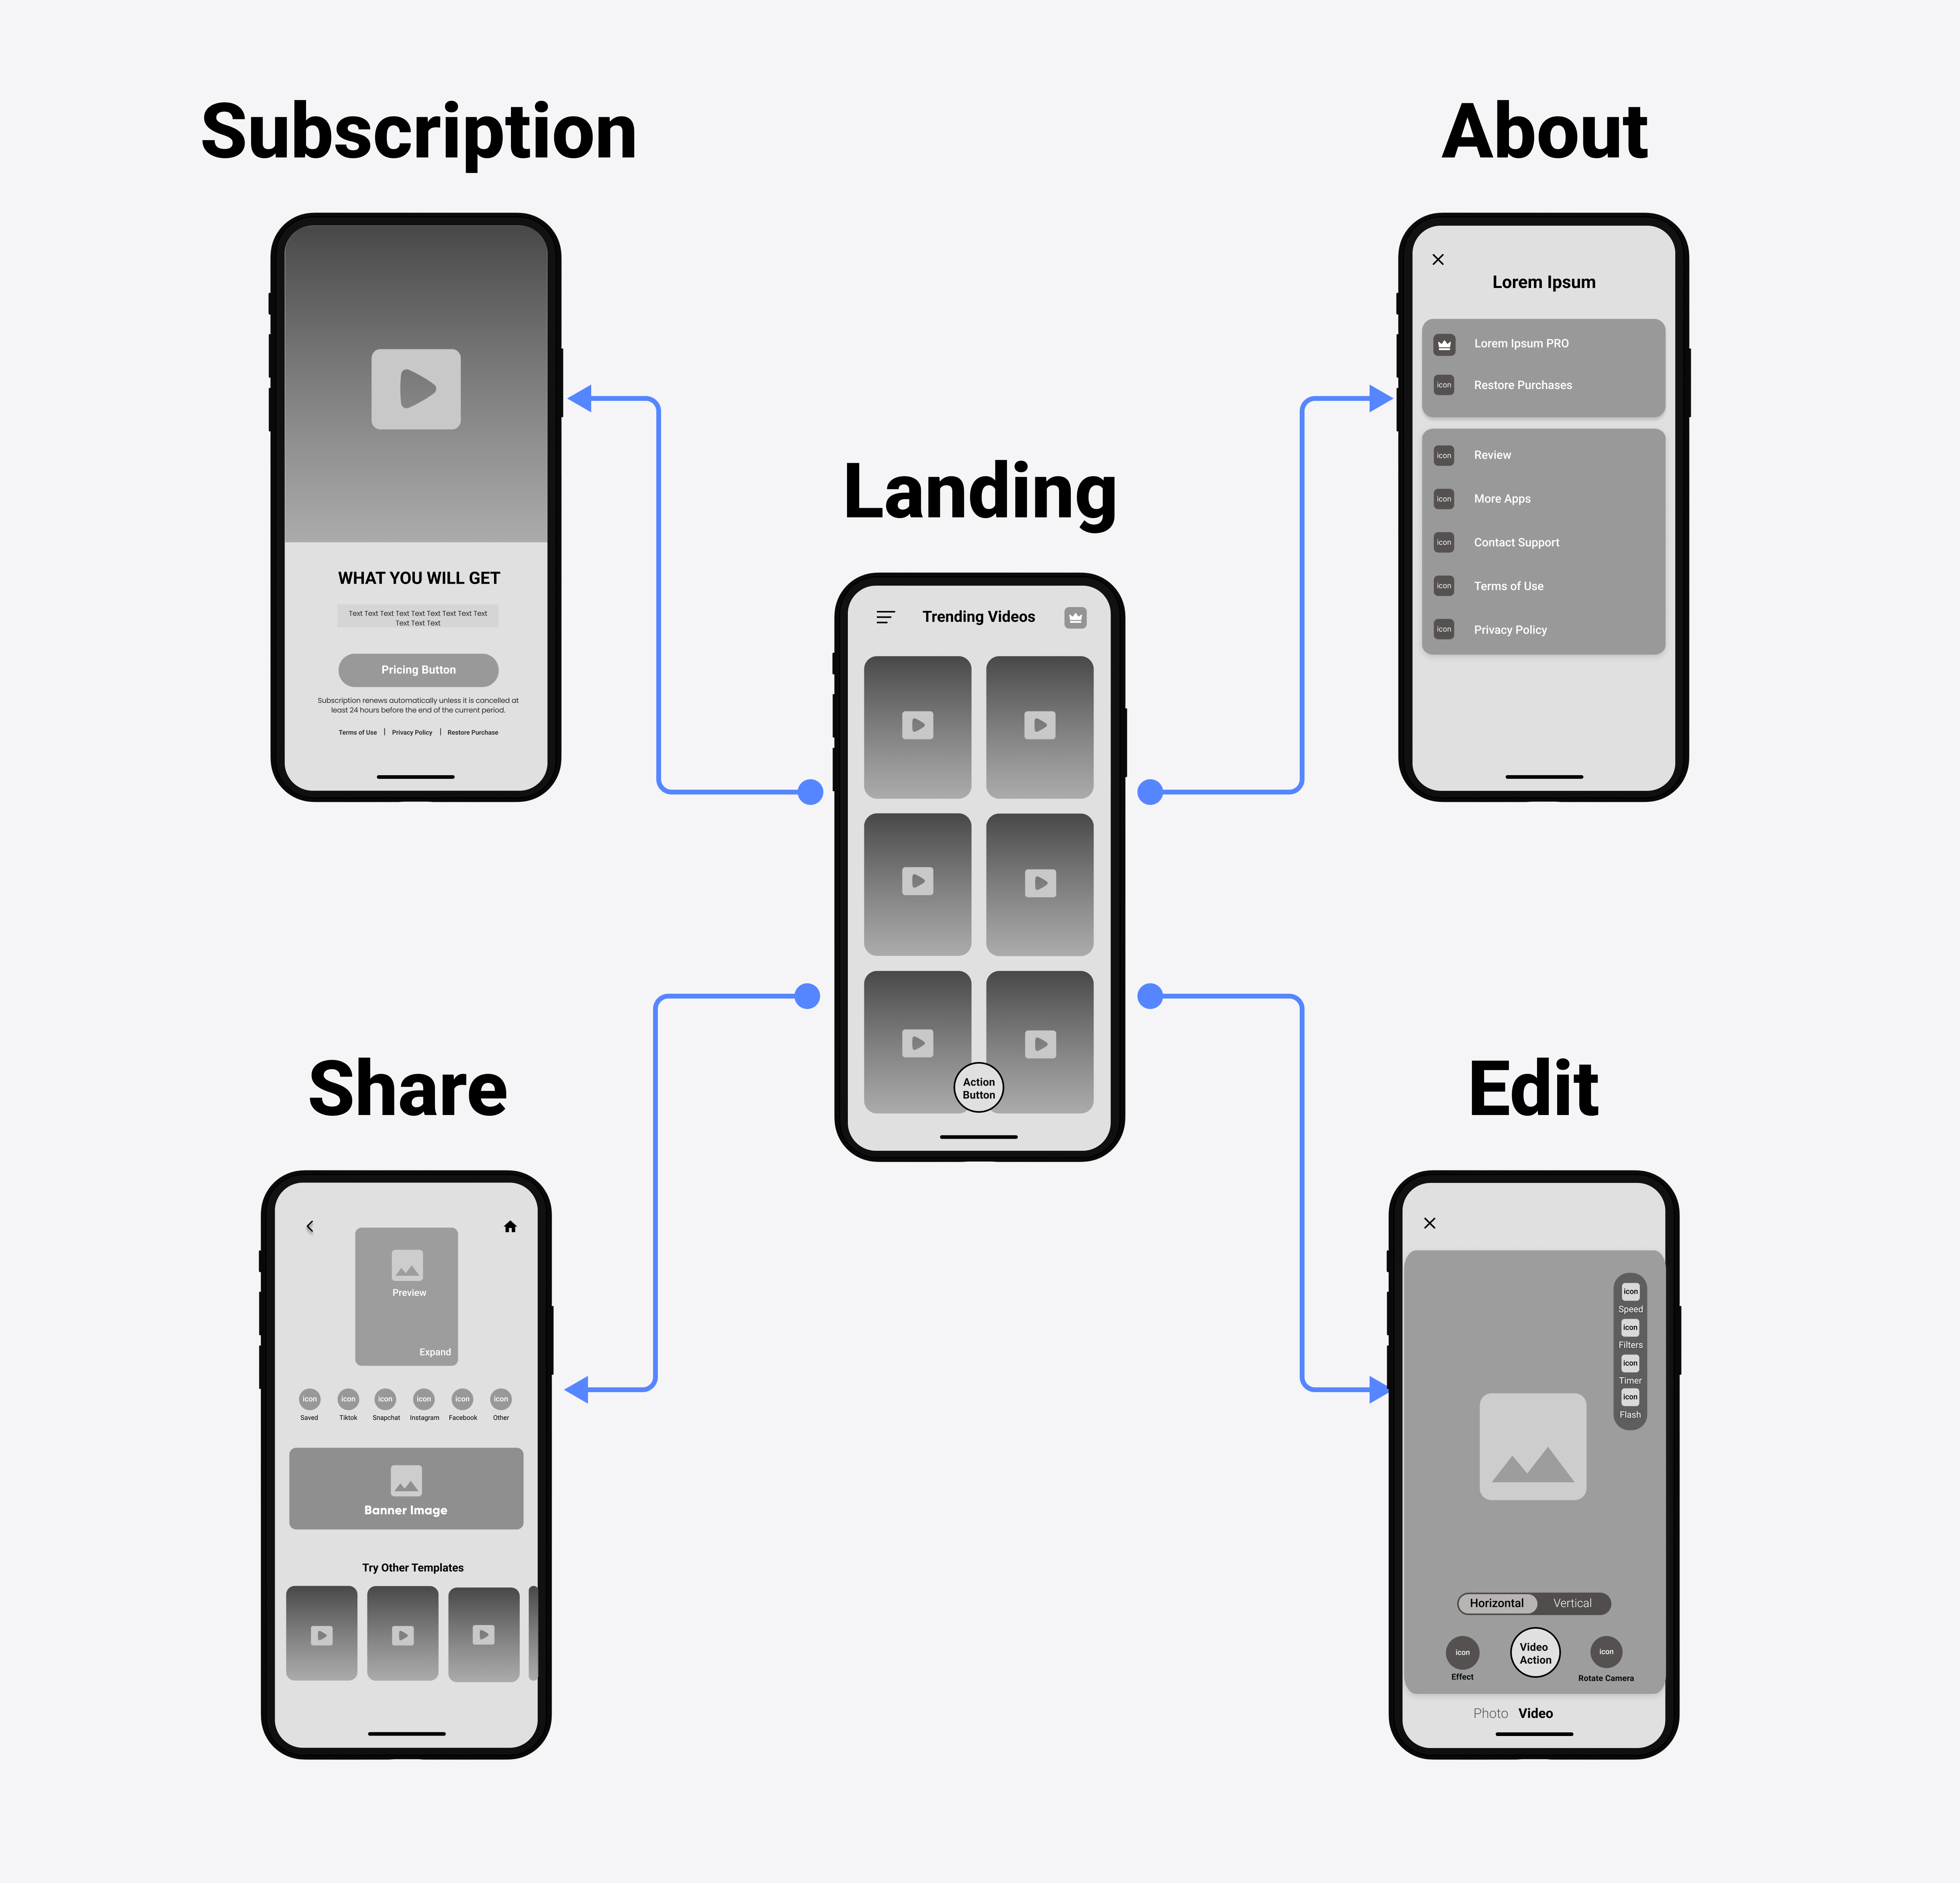 Subscription
WHAT YOU WILL GET
Text Text Text Text Text Text Text Text Text
Text Text Text
Pricing Button
Subscription renews automatically unless it is cancelled at
least 24 hours before the end of the current period.
Terms of Use | Privacy Policy | Restore Purchase
About
Lorem Ipsum
Lorem Ipsum PRO
icon Restore Purchases
icon Review
icon More Apps
icon Contact Support
icon Terms of Use
icon Privacy Policy
Landing
Trending Videos
Action
Button
Share
Preview
Expand
icon icon icon icon icon icon
Saved Tiktok Snapchat Instagram Facebook Other
Banner Image
Try Other Templates
Edit
icon
Speed
icon
Filters
icon
Timer
icon
Flash
Horizontal Vertical
icon
Effect
Video
Action
icon
Rotate Camera
Photo Video